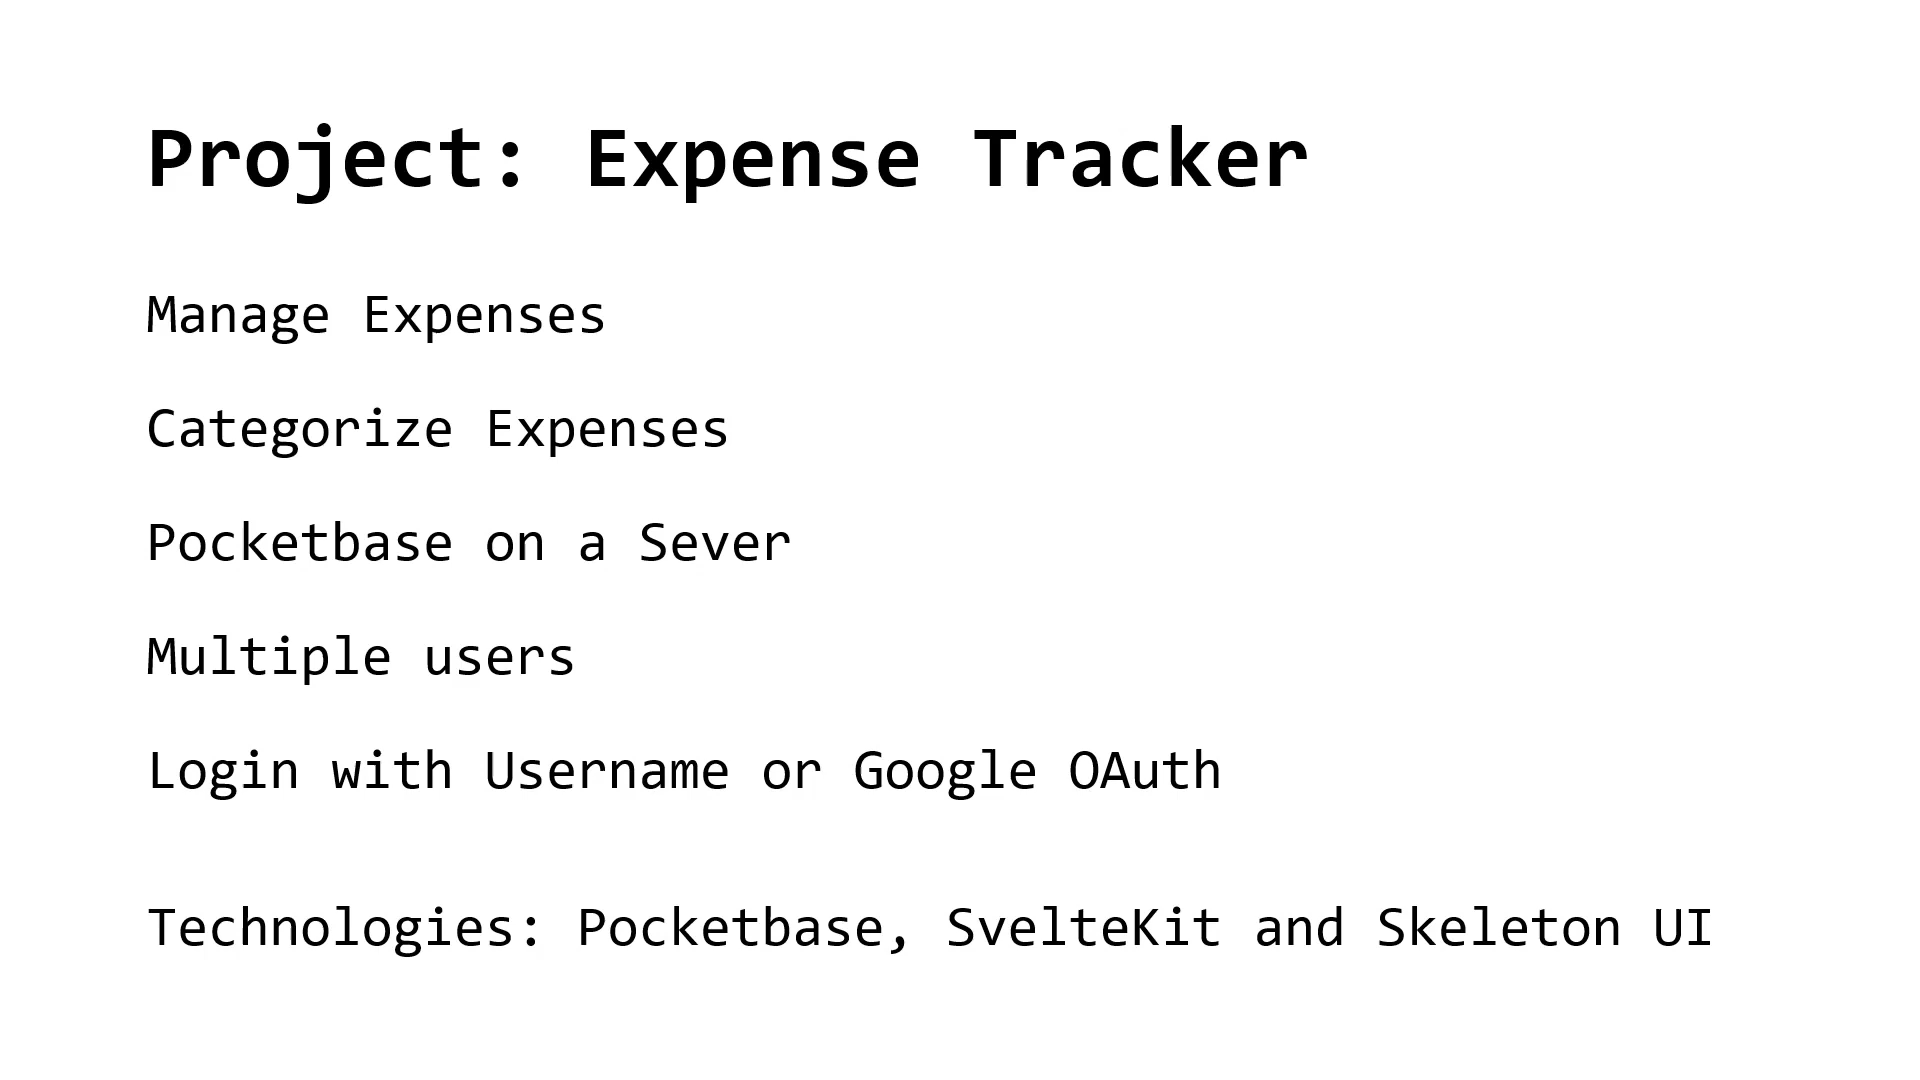 Project: Expense Tracker
Manage Expenses
Categorize Expenses
Pocketbase on a Sever
Multiple users
Login with Username or Google OAuth
Technologies: Pocketbase, SvelteKit and Skeleton UI